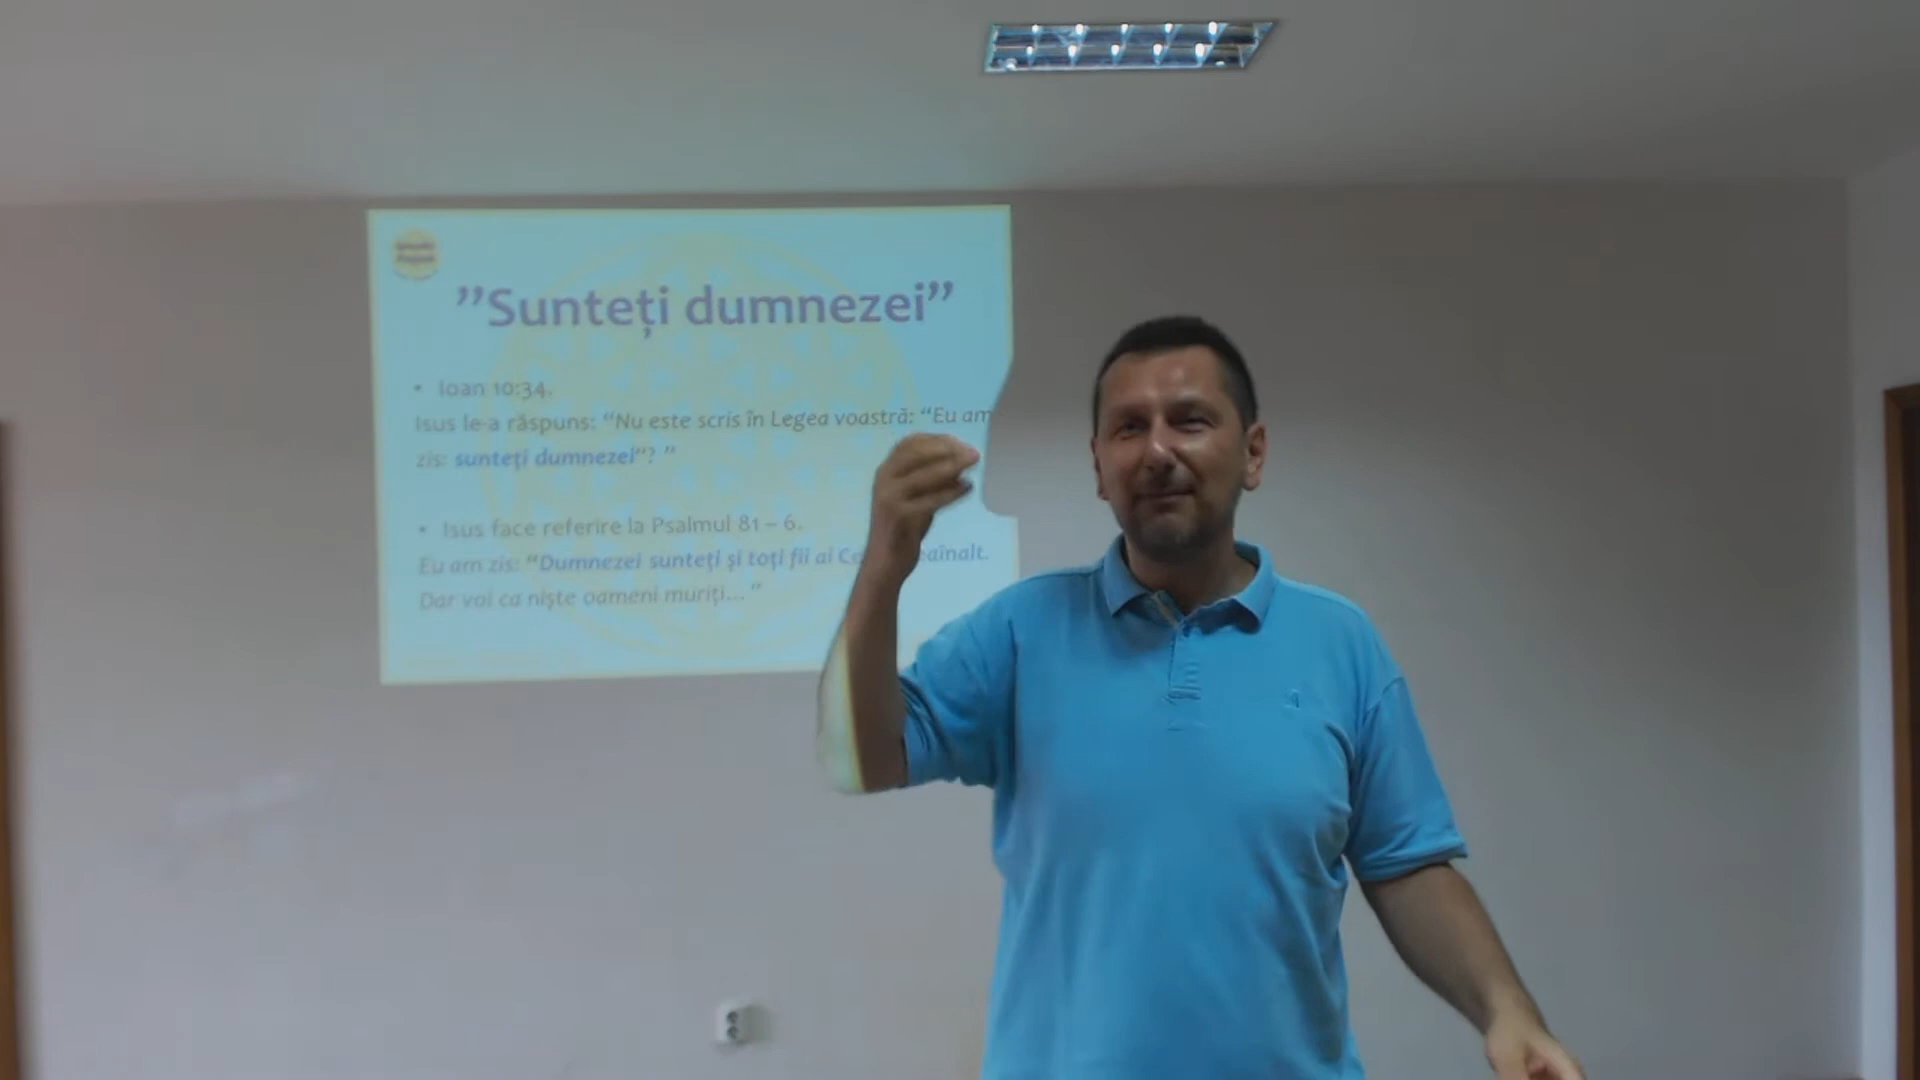 ”Sunteți dumnezei”
• Ioan 10:34.
Isus le-a răspuns: “Nu este scris în Legea voastră: “Eu am
zis: sunteți dumnezei“? ”
• Isus face referire la Psalmul 81 – 6.
Eu am zis: “Dumnezei sunteți și toți fii ai
Dar voi ca niște oameni muriți... ”